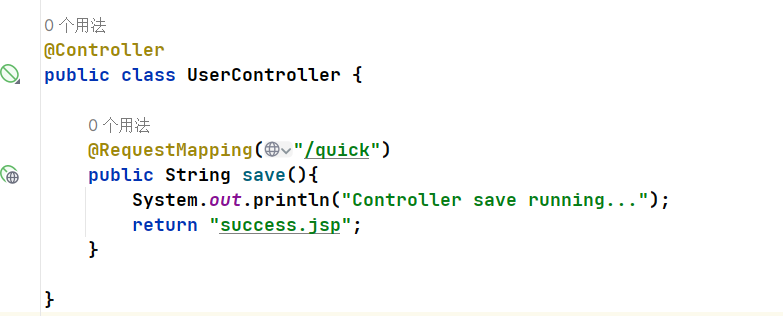 0 个用法
@Controller
public class UserController {
0 个用法
@RequestMapping("/quick")
public String save(){
System.out.println("Controller save running...");
return "success.jsp";
}
}